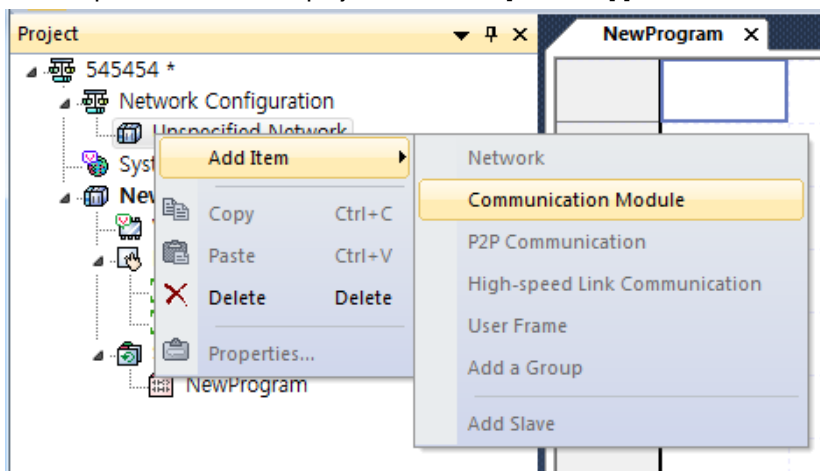 Project
NewProgram
545454 *
Network Configuration
Unspecified Network
Add Item
Network
Communication Module
Copy Ctrl+C
P2P Communication
Paste Ctrl+V
High-speed Link Communication
Delete Delete
User Frame
Properties...
Add a Group
NewProgram
Add Slave